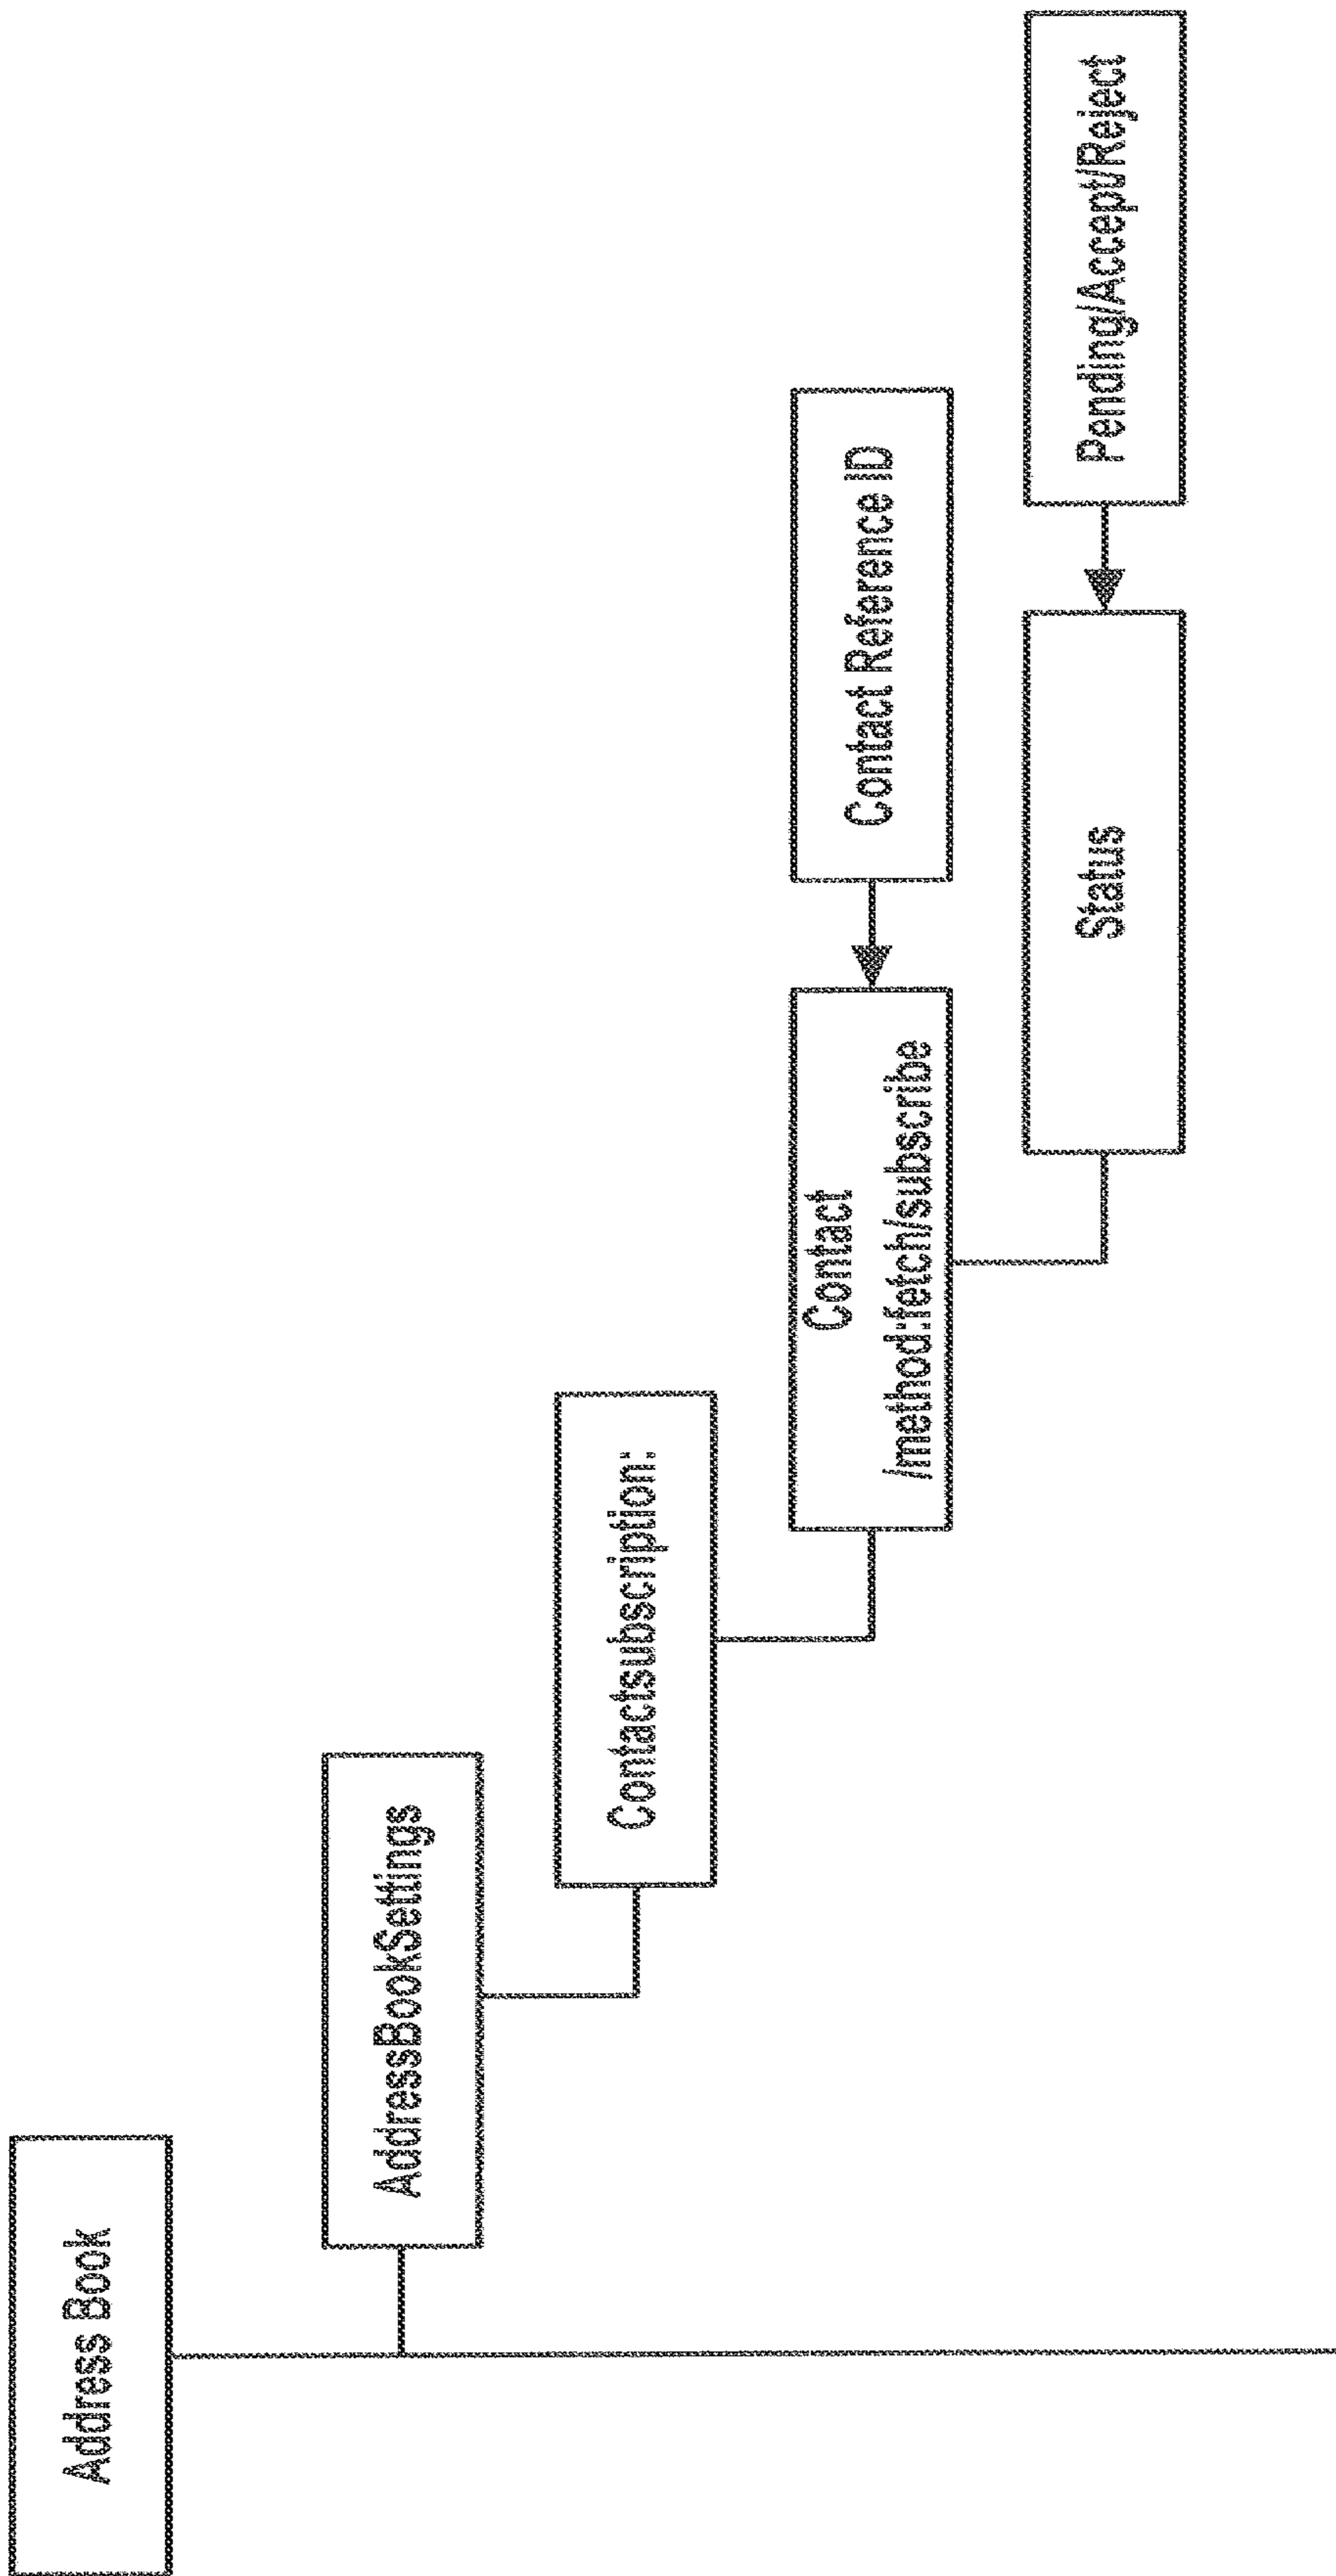 Address Book
AddressBookSettings
Contactsubscription:
Contact
/method:fetch/subscribe
Contact Reference ID
Status
Pending/Accept/Reject